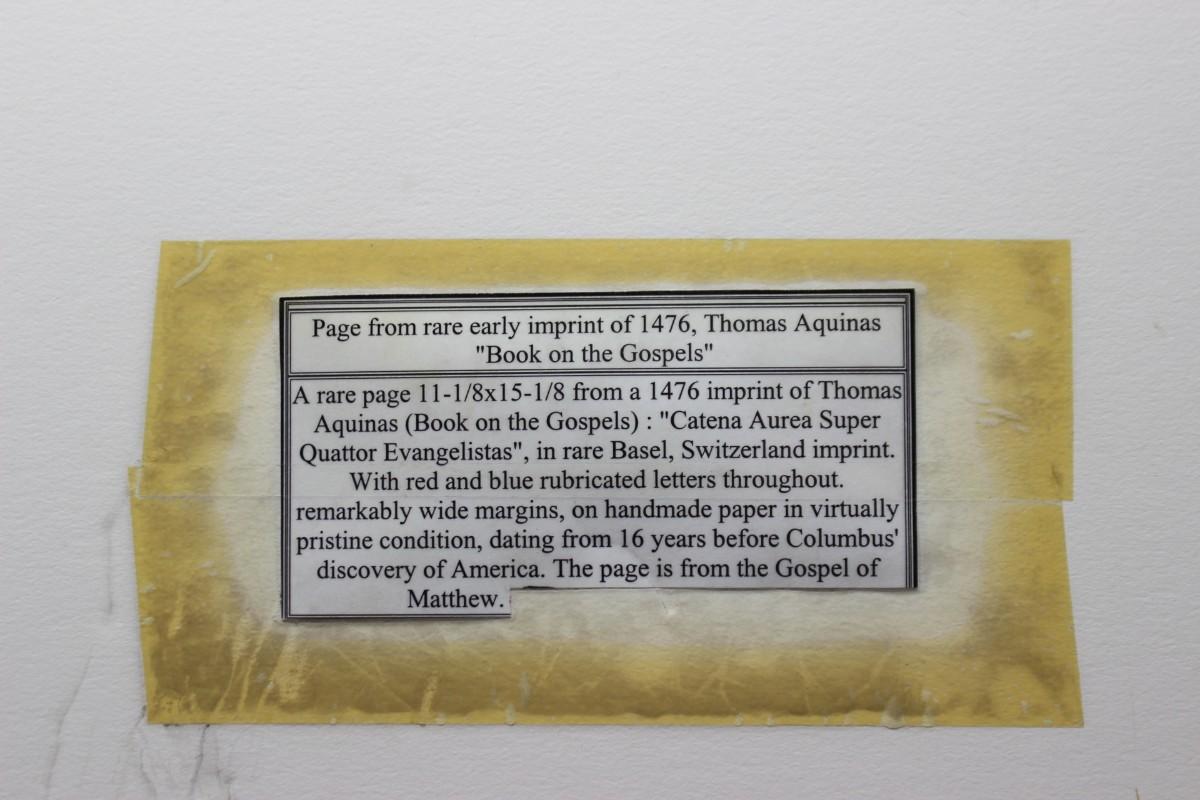 Page from rare early imprint of 1476, Thomas Aquinas
"Book on the Gospels"
A rare page 11-1/8x15-1/8 from a 1476 imprint of Thomas
Aquinas (Book on the Gospels) : "Catena Aurea Super
Quattor Evangelistas", in rare Basel, Switzerland imprint.
With red and blue rubricated letters throughout.
remarkably wide margins, on handmade paper in virtually
pristine condition, dating from 16 years before Columbus'
discovery of America. The page is from the Gospel of
Matthew.